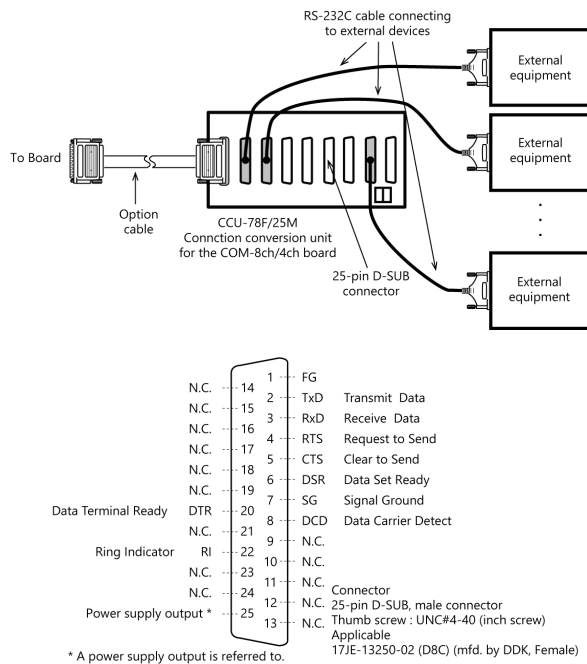 RS-232C cable connecting
to external devices
External
equipment
External
equipment
To Board
Option
cable
CCU-78F/25M
Connction conversion unit
for the COM-8ch/4ch board
25-pin D-SUB
connector
External
equipment
1 FG
N.C. 14
2 TxD Transmit Data
N.C. 15
3 RxD Receive Data
N.C. 16
4 RTS Request to Send
N.C. 17
5 CTS Clear to Send
N.C. 18
6 DSR Data Set Ready
N.C. 19
7 SG Signal Ground
Data Terminal Ready DTR 20
8 DCD Data Carrier Detect
N.C. 21
9 N.C.
Ring Indicator RI 22
10 N.C.
N.C. 23
11 N.C.
N.C. 24
12 N.C.
Power supply output * 25
13 N.C.
Connector
25-pin D-SUB, male connector
Thumb screw : UNC#4-40 (inch screw)
Applicable
17JE-13250-02 (D8C) (mfd. by DDK, Female)
* A power supply output is referred to.